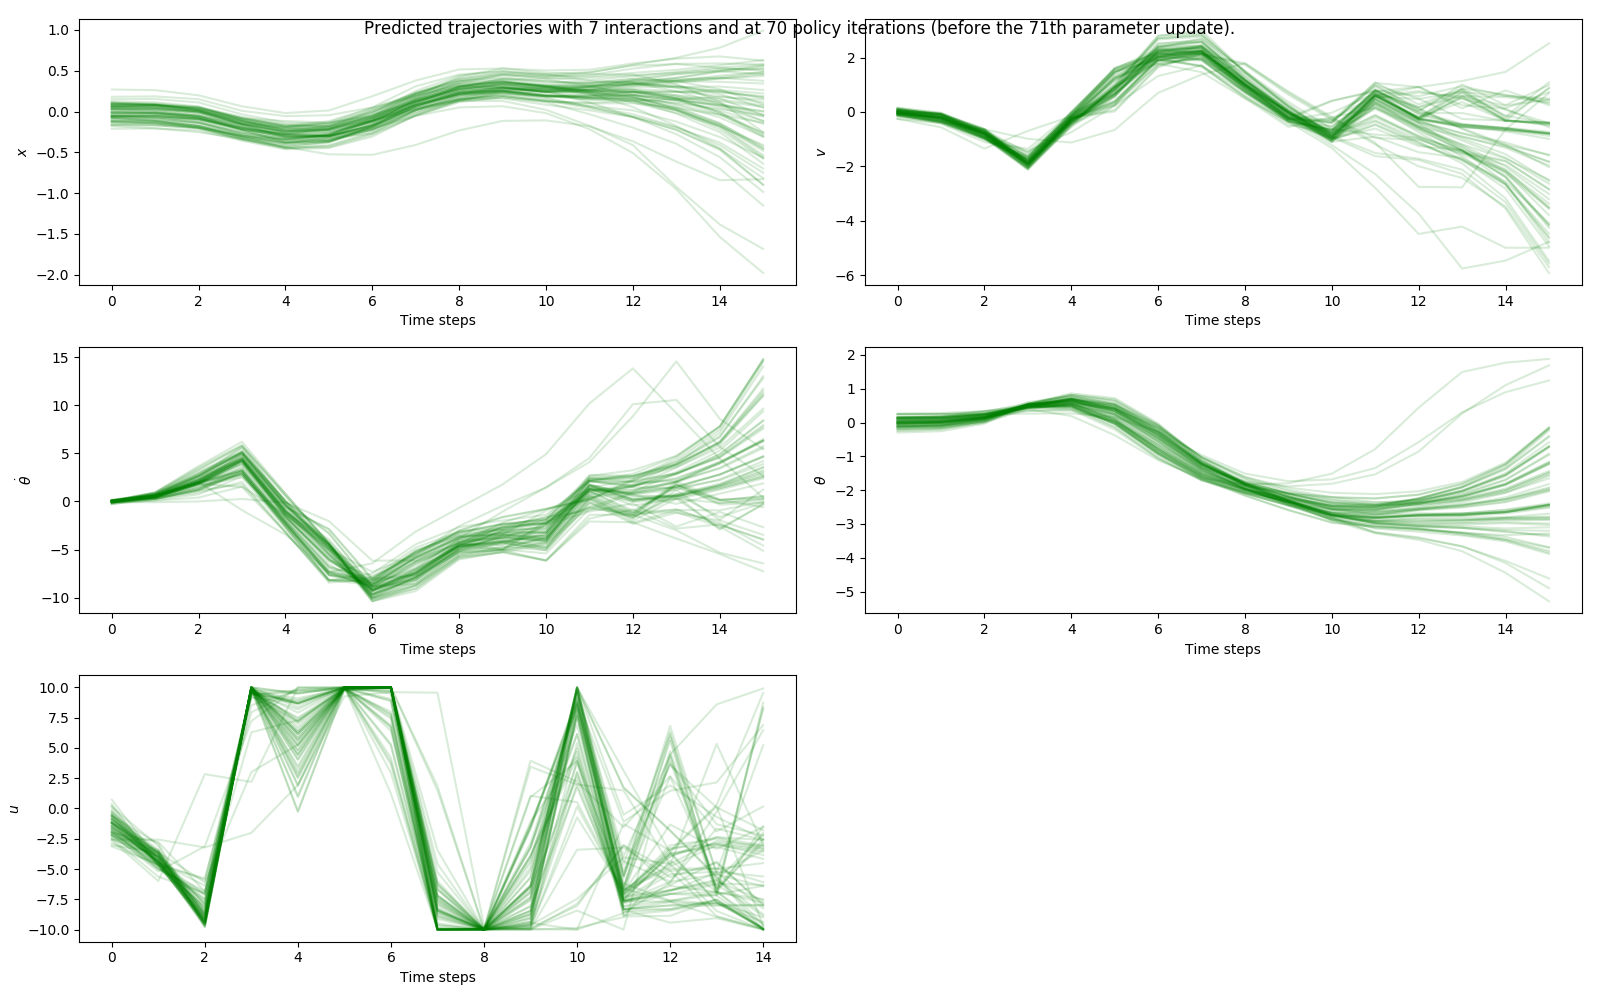 Predicted trajectories with 7 interactions and at 70 policy iterations (before the 71th parameter update).
1.0
0.5
0.0
−0.5
−1.0
−1.5
−2.0
x
0 2 4 6 8 10 12 14
Time steps
2
0
−2
−4
−6
v
0 2 4 6 8 10 12 14
Time steps
15
10
5
0
−5
−10
θ̇
0 2 4 6 8 10 12 14
Time steps
2
1
0
−1
−2
−3
−4
−5
θ
0 2 4 6 8 10 12 14
Time steps
10.0
7.5
5.0
2.5
0.0
−2.5
−5.0
−7.5
−10.0
u
0 2 4 6 8 10 12 14
Time steps